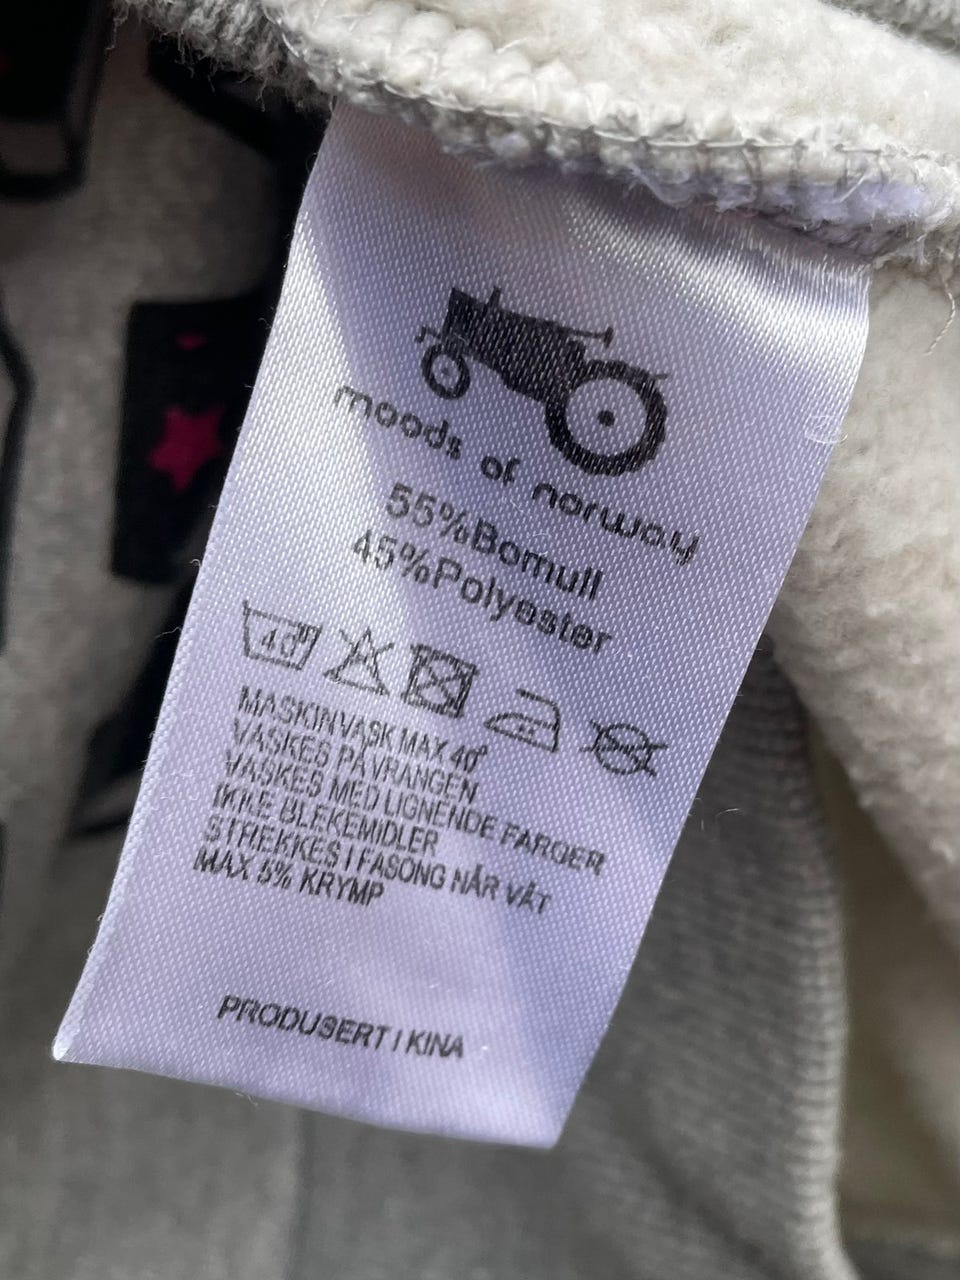 moods of norway
55%Bomull
45%Polyester
40°
MASKINVASK MAX 40°
VASKES PÅ VRANGEN
VASKES MED LIGNENDE FARGER
IKKE BLEKEMIDLER
STREKKES I FASONG NÅR VÅT
MAX 5% KRYMP
PRODUSERT I KINA